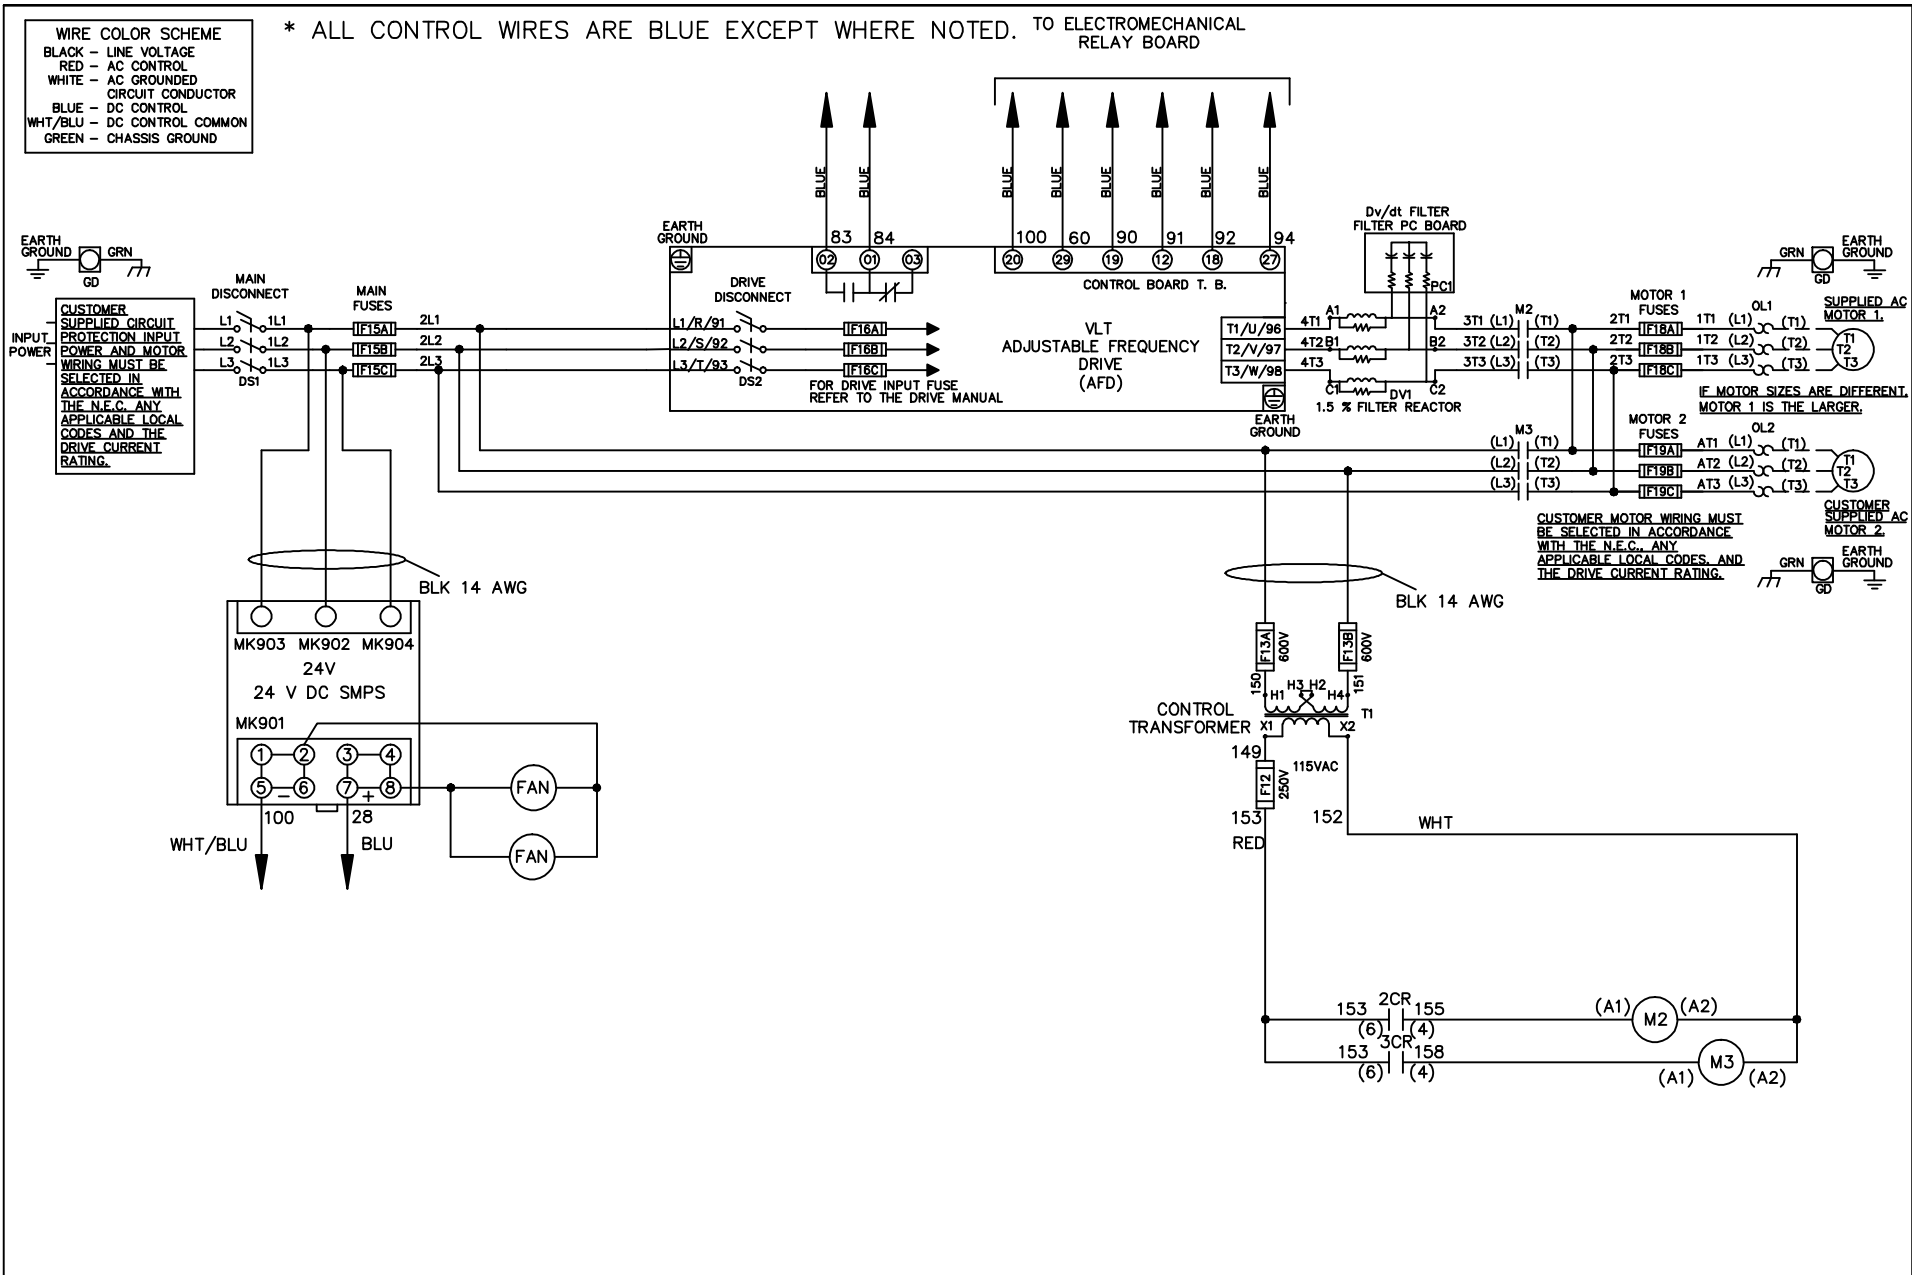 WIRE COLOR SCHEME
BLACK – LINE VOLTAGE
RED – AC CONTROL
WHITE – AC GROUNDED
CIRCUIT CONDUCTOR
BLUE – DC CONTROL
WHT/BLU – DC CONTROL COMMON
GREEN – CHASSIS GROUND
* ALL CONTROL WIRES ARE BLUE EXCEPT WHERE NOTED.
TO ELECTROMECHANICAL
RELAY BOARD
BLUE BLUE BLUE BLUE BLUE BLUE BLUE BLUE
83 84 100 60 90 91 92 94
02 01 03 20 29 19 12 18 27
CONTROL BOARD T. B.
EARTH
GROUND
GRN
GD
INPUT
POWER
CUSTOMER
SUPPLIED CIRCUIT
PROTECTION INPUT
POWER AND MOTOR
WIRING MUST BE
SELECTED IN
ACCORDANCE WITH
THE N.E.C. ANY
APPLICABLE LOCAL
CODES AND THE
DRIVE CURRENT
RATING.
MAIN
DISCONNECT
L1 1L1
L2 1L2
L3 1L3
DS1
MAIN
FUSES
F15A 2L1
F15B 2L2
F15C 2L3
EARTH
GROUND
DRIVE
DISCONNECT
L1/R/91
L2/S/92
L3/T/93
DS2
F16A
F16B
F16C
FOR DRIVE INPUT FUSE
REFER TO THE DRIVE MANUAL
VLT
ADJUSTABLE FREQUENCY
DRIVE
(AFD)
T1/U/96
T2/V/97
T3/W/98
EARTH
GROUND
4T1
4T2
4T3
Dv/dt FILTER
FILTER PC BOARD
PC1
A1 A2
B1 B2
C1 C2
DV1
1.5 % FILTER REACTOR
M2
3T1 (L1) (T1)
3T2 (L2) (T2)
3T3 (L3) (T3)
MOTOR 1
FUSES
2T1 F18A 1T1 (L1)
2T2 F18B 1T2 (L2)
2T3 F18C 1T3 (L3)
OL1
(T1)
(T2)
(T3)
T1
T2
T3
GRN
GD
EARTH
GROUND
SUPPLIED AC
MOTOR 1.
IF MOTOR SIZES ARE DIFFERENT,
MOTOR 1 IS THE LARGER.
M3
(L1) (T1)
(L2) (T2)
(L3) (T3)
MOTOR 2
FUSES
F19A AT1 (L1)
F19B AT2 (L2)
F19C AT3 (L3)
OL2
(T1)
(T2)
(T3)
T1
T2
T3
CUSTOMER
SUPPLIED AC
MOTOR 2.
CUSTOMER MOTOR WIRING MUST
BE SELECTED IN ACCORDANCE
WITH THE N.E.C., ANY
APPLICABLE LOCAL CODES, AND
THE DRIVE CURRENT RATING.
GRN
GD
EARTH
GROUND
BLK 14 AWG
MK903 MK902 MK904
24V
24 V DC SMPS
MK901
1 2 3 4
5 6 7 8
– +
100 28
WHT/BLU BLU
FAN
FAN
BLK 14 AWG
F13A 600V
F13B 600V
150 151
H1 H3 H2 H4
CONTROL
TRANSFORMER
T1
X1 X2
149
115VAC
F12 250V
153 152
RED
WHT
153 2CR 155 (A1) M2 (A2)
(6) (4)
153 3CR 158 M3
(6) (4) (A1) (A2)